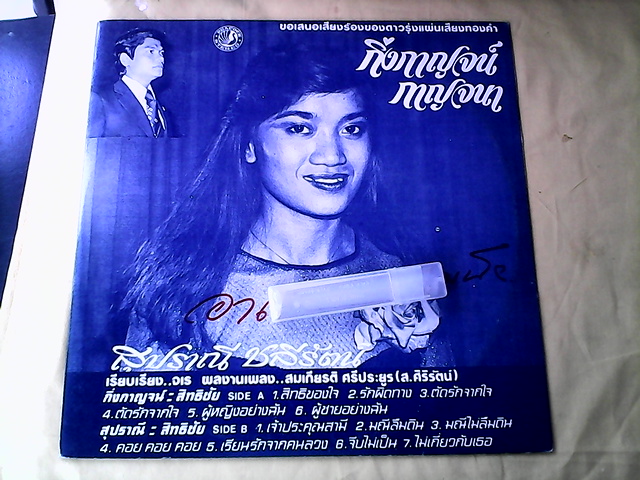 ขอเสนอเสียงร้องของดาวรุ่งแผ่นเสียงทองคำ
กิ่งกาญจน์
กาญจนา
สุปราณี ชลิรัตน
เรียบเรียง..จเร ผลงานเพลง..สมเกียรติ ศรีประยูร (ส.ศิริรัตน์)
กิ่งกาญจน์ - สิทธิชัย SIDE A 1.สิทธิของใจ 2.รักผิดทาง 3.ตัดรักจากใจ
4.ตัดรักจากใจ 5. ผู้หญิงอย่างฉัน 6. ผู้ชายอย่างฉัน
สุปราณี - สิทธิชัย SIDE B 1.เจ้าประคุณสามี 2.มณีลืมดิน 3.มณีไม่ลืมดิน
4. คอย คอย คอย 5.เรียนรักจากคนลวง 6.จีบไม่เป็น 7.ไม่เกี่ยวกับเธอ